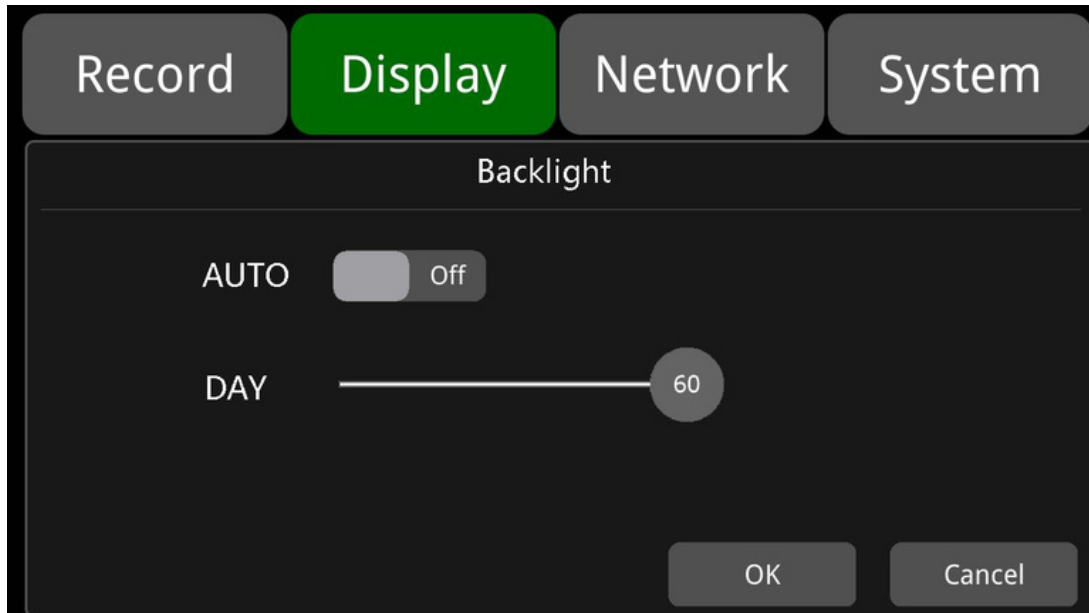 Record Display Network System
Backlight
AUTO Off
DAY 60
OK Cancel